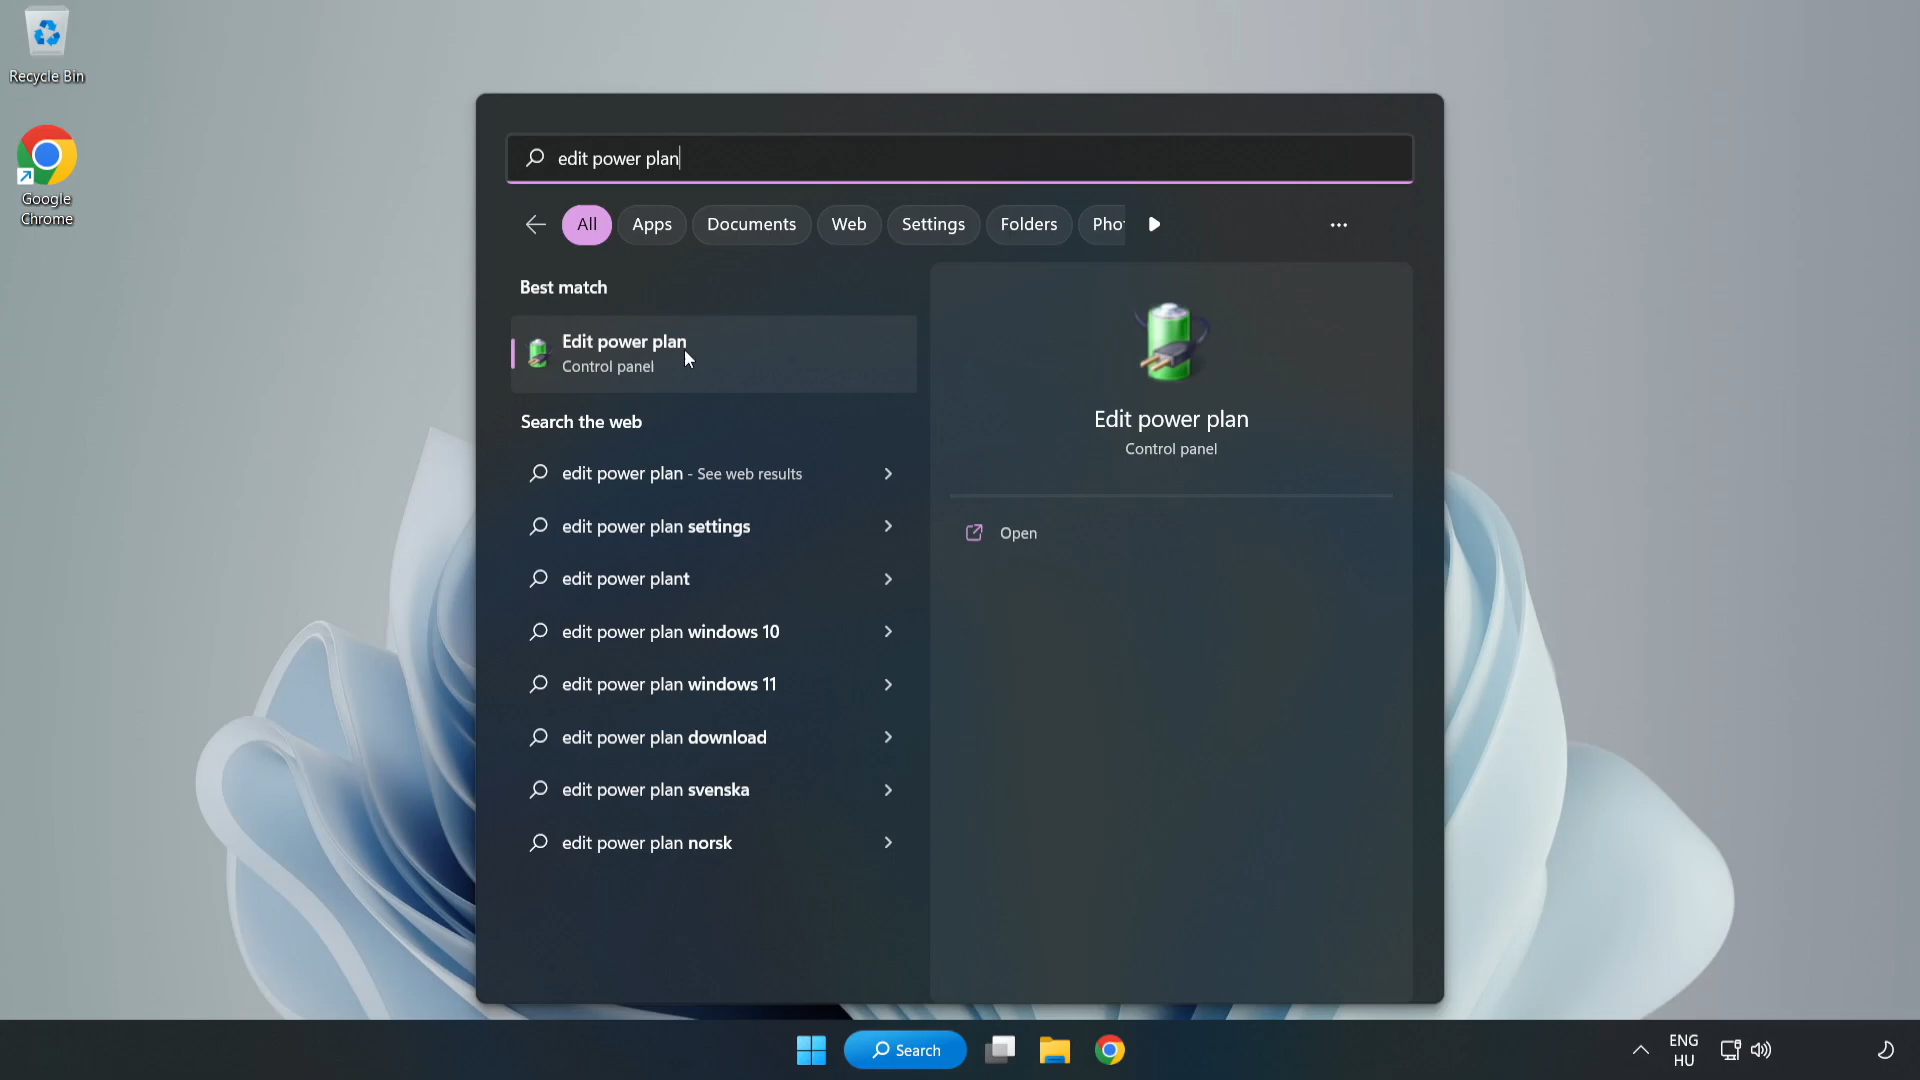 Recycle Bin
Google
Chrome
edit power plan
All
Apps
Documents
Web
Settings
Folders
Pho
Best match
Edit power plan
Control panel
Search the web
edit power plan - See web results
edit power plan settings
edit power plant
edit power plan windows 10
edit power plan windows 11
edit power plan download
edit power plan svenska
edit power plan norsk
Edit power plan
Control panel
Open
Search
ENG
HU